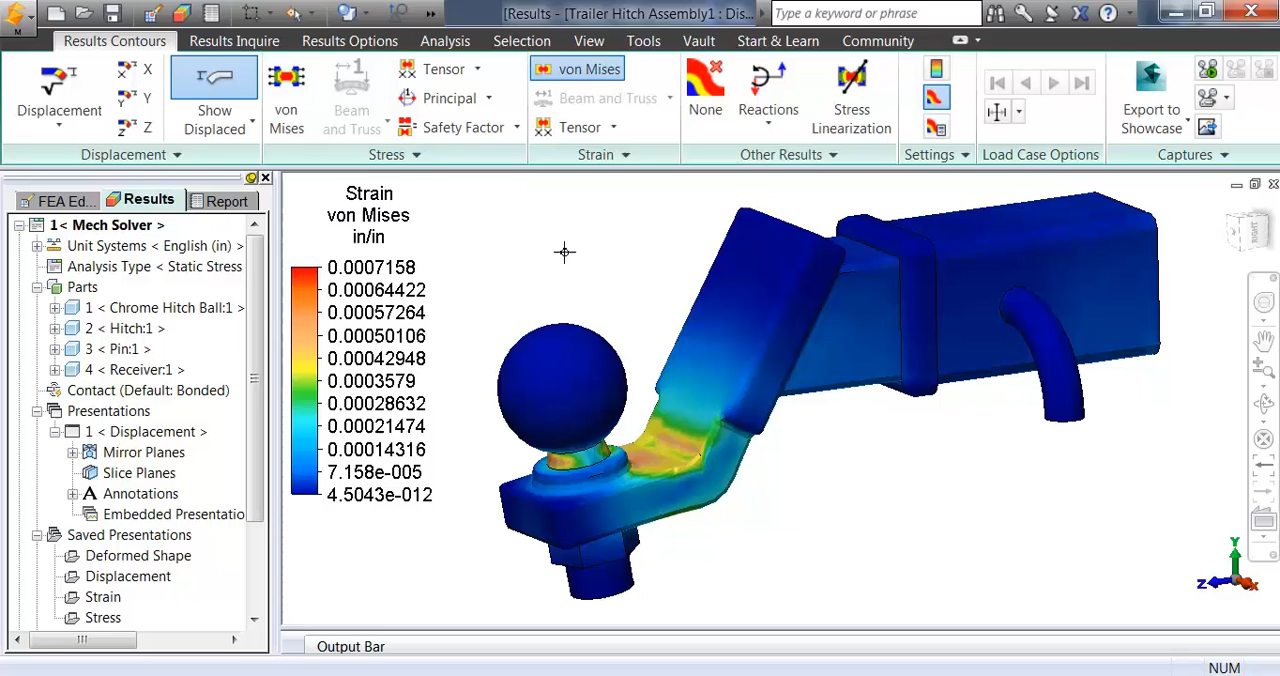 [Results - [Trailer Hitch Assembly1 : Dis...
Type a keyword or phrase
M
Results Contours
Results Inquire
Results Options
Analysis
Selection
View
Tools
Vault
Start & Learn
Community
Displacement
X
Y
Z
Show
Displaced
von
Mises
Beam
and Truss
Tensor
Principal
Safety Factor
von Mises
Beam and Truss
Tensor
None
Reactions
Stress
Linearization
Export to
Showcase
Displacement
Stress
Strain
Other Results
Settings
Load Case Options
Captures
FEA Ed...
Results
Report
1< Mech Solver >
Unit Systems < English (in)
Analysis Type < Static Stress
Parts
1 < Chrome Hitch Ball:1 >
2 < Hitch:1 >
3 < Pin:1 >
4 < Receiver:1 >
Contact (Default: Bonded)
Presentations
1 < Displacement >
Mirror Planes
Slice Planes
A Annotations
Embedded Presentatio
Saved Presentations
Deformed Shape
Displacement
Strain
Stress
Strain
von Mises
in/in
0.0007158
0.00064422
0.00057264
0.00050106
0.00042948
0.0003579
0.00028632
0.00021474
0.00014316
7.158e-005
4.5043e-012
RIGHT
Y
Z
X
Output Bar
NUM